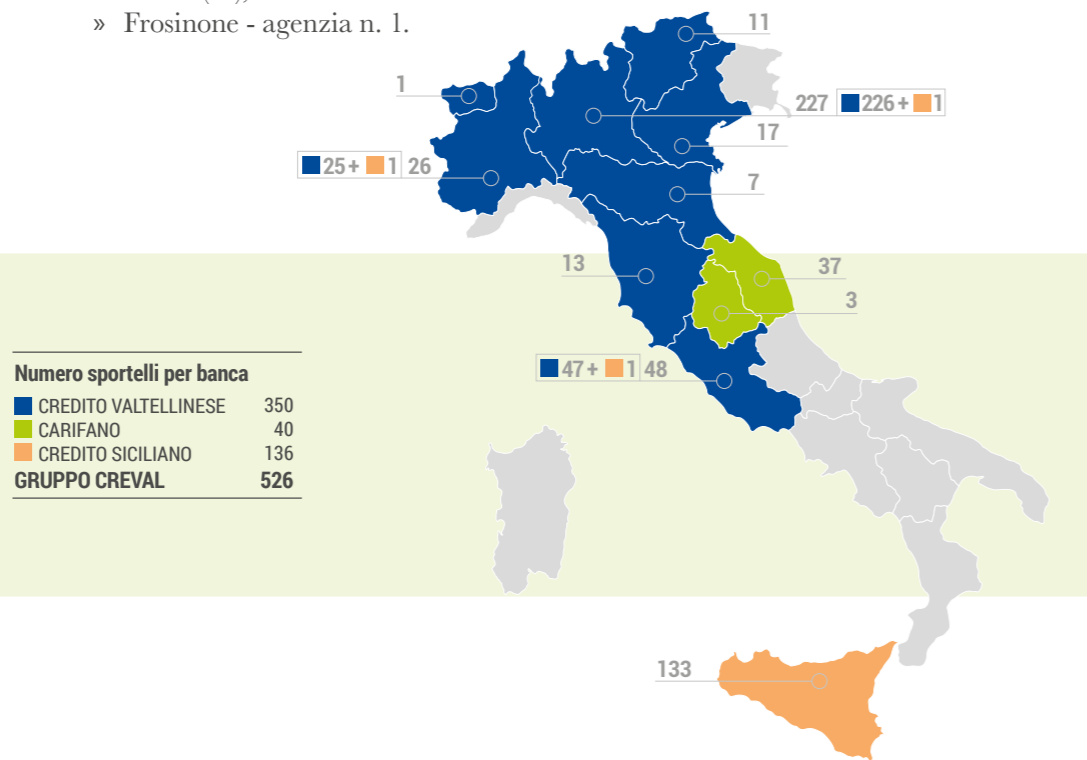 » Frosinone - agenzia n. 1.
11
1
227 226 + 1
17
25 + 1 26
7
13
37
3
47 + 1 48
Numero sportelli per banca
CREDITO VALTELLINESE 350
CARIFANO 40
CREDITO SICILIANO 136
GRUPPO CREVAL 526
133